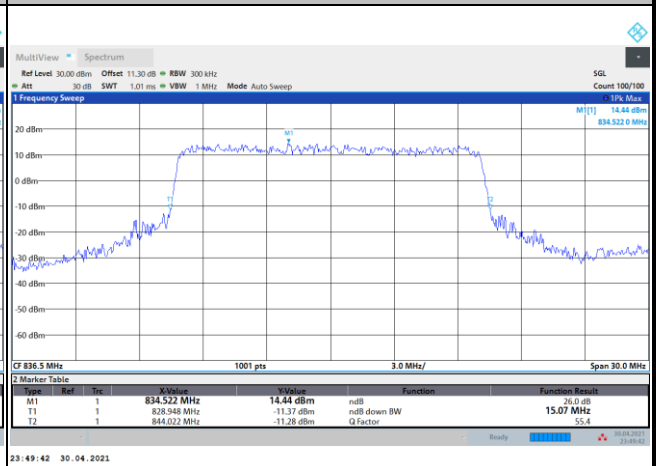 MultiView Spectrum
Ref Level 30.00 dBm Offset 11.30 dB RBW 300 kHz SGL
Att 30 dB SWT 1.01 ms VBW 1 MHz Mode Auto Sweep Count 100/100
1 Frequency Sweep 1Pk Max
M1[1] 14.44 dBm
834.522 0 MHz
M1
20 dBm
10 dBm
0 dBm
T1 T2
-10 dBm
-20 dBm
-30 dBm
-40 dBm
-50 dBm
-60 dBm
CF 836.5 MHz 1001 pts 3.0 MHz/ Span 30.0 MHz
2 Marker Table
Type Ref Trc X-Value Y-Value Function Function Result
M1 1 834.522 MHz 14.44 dBm ndB 26.0 dB
T1 1 828.948 MHz -11.37 dBm ndB down BW 15.07 MHz
T2 1 844.022 MHz -11.28 dBm Q Factor 55.4
Ready 30.04.2021
23:49:42
23:49:42 30.04.2021